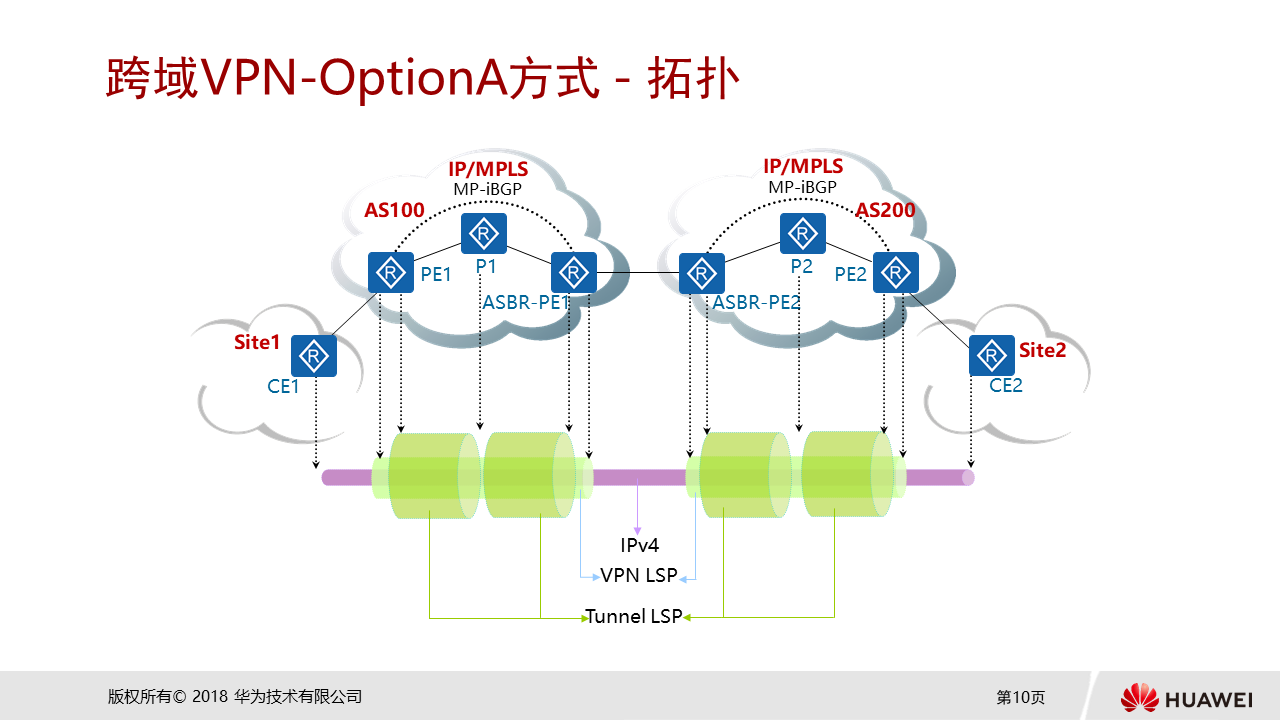 跨域VPN-OptionA方式 - 拓扑
IP/MPLS
MP-iBGP
AS100
R
P1
R
PE1
R
ASBR-PE1
IP/MPLS
MP-iBGP
AS200
R
P2
R
ASBR-PE2
R
PE2
Site1
R
CE1
R
Site2
CE2
IPv4
VPN LSP
Tunnel LSP
版权所有© 2018 华为技术有限公司
第10页
HUAWEI